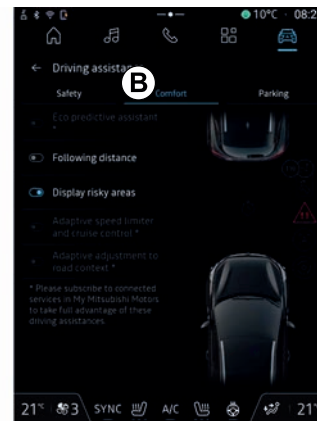 10°C 08:2
Driving assistan
B
Safety Comfort Parking
Eco predictive assistant
*
Following distance
Display risky areas
Adaptive speed limiter
and cruise control *
Adaptive adjustment to
road context *
* Please subscribe to connected
services in My Mitsubishi Motors
to take full advantage of these
driving assistances.
21°C 3 SYNC A/C 21°